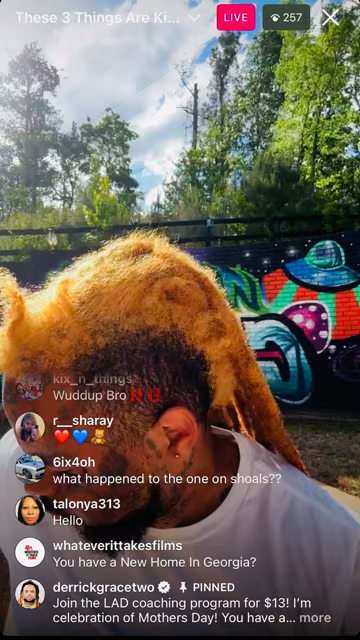 These 3 Things Are Ki...
LIVE
257
kix_n_things
Wuddup Bro ‼️‼️
r__sharay
❤️💙🧸
6ix4oh
what happened to the one on shoals??
talonya313
Hello
whateverittakesfilms
You have a New Home In Georgia?
derrickgracetwo PINNED
Join the LAD coaching program for $13! I'm
celebration of Mothers Day! You have a... more